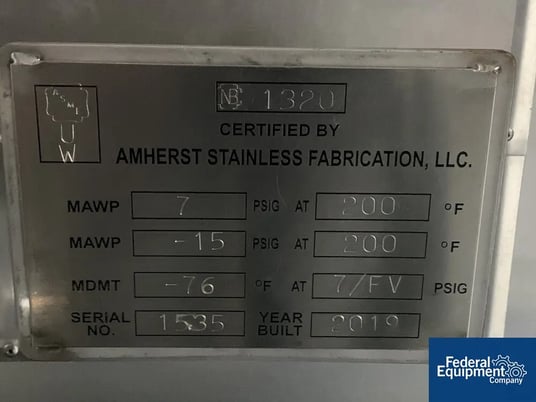 ASME
U
W
NB 1320
CERTIFIED BY
AMHERST STAINLESS FABRICATION, LLC.
MAWP 7 PSIG AT 200 °F
MAWP -15 PSIG AT 200 °F
MDMT -76 °F AT 7/FV PSIG
SERIAL NO. 1535 YEAR BUILT 2019
Federal
Equipment
Company